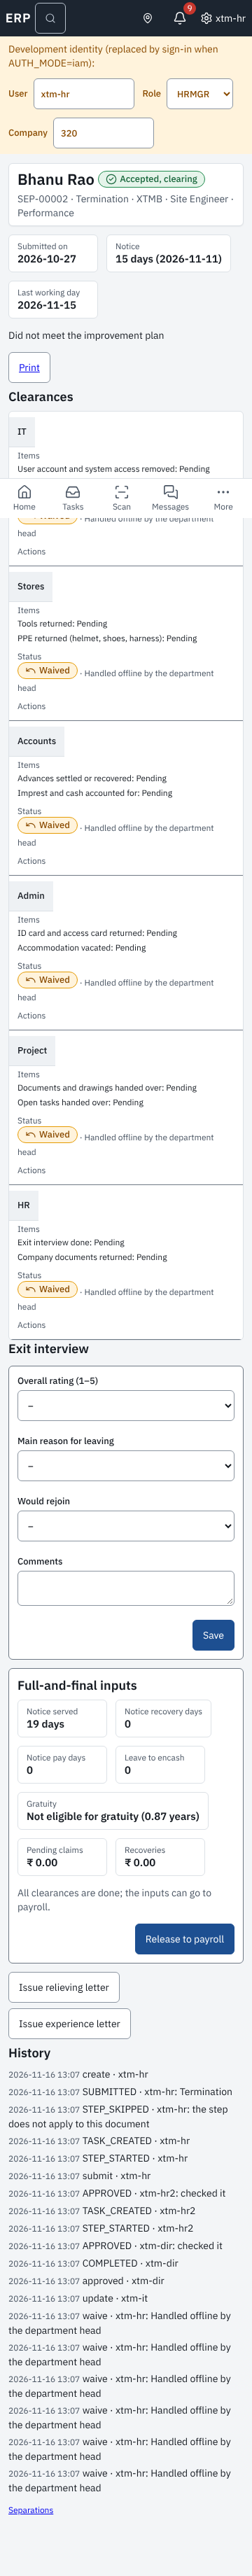 ERP
9
xtm-hr
Development identity (replaced by sign-in when
AUTH_MODE=iam):
User xtm-hr Role HRMGR
Company 320
Bhanu Rao Accepted, clearing
SEP-00002 · Termination · XTMB · Site Engineer ·
Performance
Submitted on
2026-10-27
Notice
15 days (2026-11-11)
Last working day
2026-11-15
Did not meet the improvement plan
Print
Clearances
IT
Items
User account and system access removed: Pending
Home Tasks Scan Messages More
head
Actions
Stores
Items
Tools returned: Pending
PPE returned (helmet, shoes, harness): Pending
Status
Waived · Handled offline by the department
head
Actions
Accounts
Items
Advances settled or recovered: Pending
Imprest and cash accounted for: Pending
Status
Waived · Handled offline by the department
head
Actions
Admin
Items
ID card and access card returned: Pending
Accommodation vacated: Pending
Status
Waived · Handled offline by the department
head
Actions
Project
Items
Documents and drawings handed over: Pending
Open tasks handed over: Pending
Status
Waived · Handled offline by the department
head
Actions
HR
Items
Exit interview done: Pending
Company documents returned: Pending
Status
Waived · Handled offline by the department
head
Actions
Exit interview
Overall rating (1–5)
–
Main reason for leaving
–
Would rejoin
–
Comments
Save
Full-and-final inputs
Notice served
19 days
Notice recovery days
0
Notice pay days
0
Leave to encash
0
Gratuity
Not eligible for gratuity (0.87 years)
Pending claims
₹ 0.00
Recoveries
₹ 0.00
All clearances are done; the inputs can go to
payroll.
Release to payroll
Issue relieving letter
Issue experience letter
History
2026-11-16 13:07 create · xtm-hr
2026-11-16 13:07 SUBMITTED · xtm-hr: Termination
2026-11-16 13:07 STEP_SKIPPED · xtm-hr: the step
does not apply to this document
2026-11-16 13:07 TASK_CREATED · xtm-hr
2026-11-16 13:07 STEP_STARTED · xtm-hr
2026-11-16 13:07 submit · xtm-hr
2026-11-16 13:07 APPROVED · xtm-hr2: checked it
2026-11-16 13:07 TASK_CREATED · xtm-hr2
2026-11-16 13:07 STEP_STARTED · xtm-hr2
2026-11-16 13:07 APPROVED · xtm-dir: checked it
2026-11-16 13:07 COMPLETED · xtm-dir
2026-11-16 13:07 approved · xtm-dir
2026-11-16 13:07 update · xtm-it
2026-11-16 13:07 waive · xtm-hr: Handled offline by
the department head
2026-11-16 13:07 waive · xtm-hr: Handled offline by
the department head
2026-11-16 13:07 waive · xtm-hr: Handled offline by
the department head
2026-11-16 13:07 waive · xtm-hr: Handled offline by
the department head
2026-11-16 13:07 waive · xtm-hr: Handled offline by
the department head
2026-11-16 13:07 waive · xtm-hr: Handled offline by
the department head
Separations